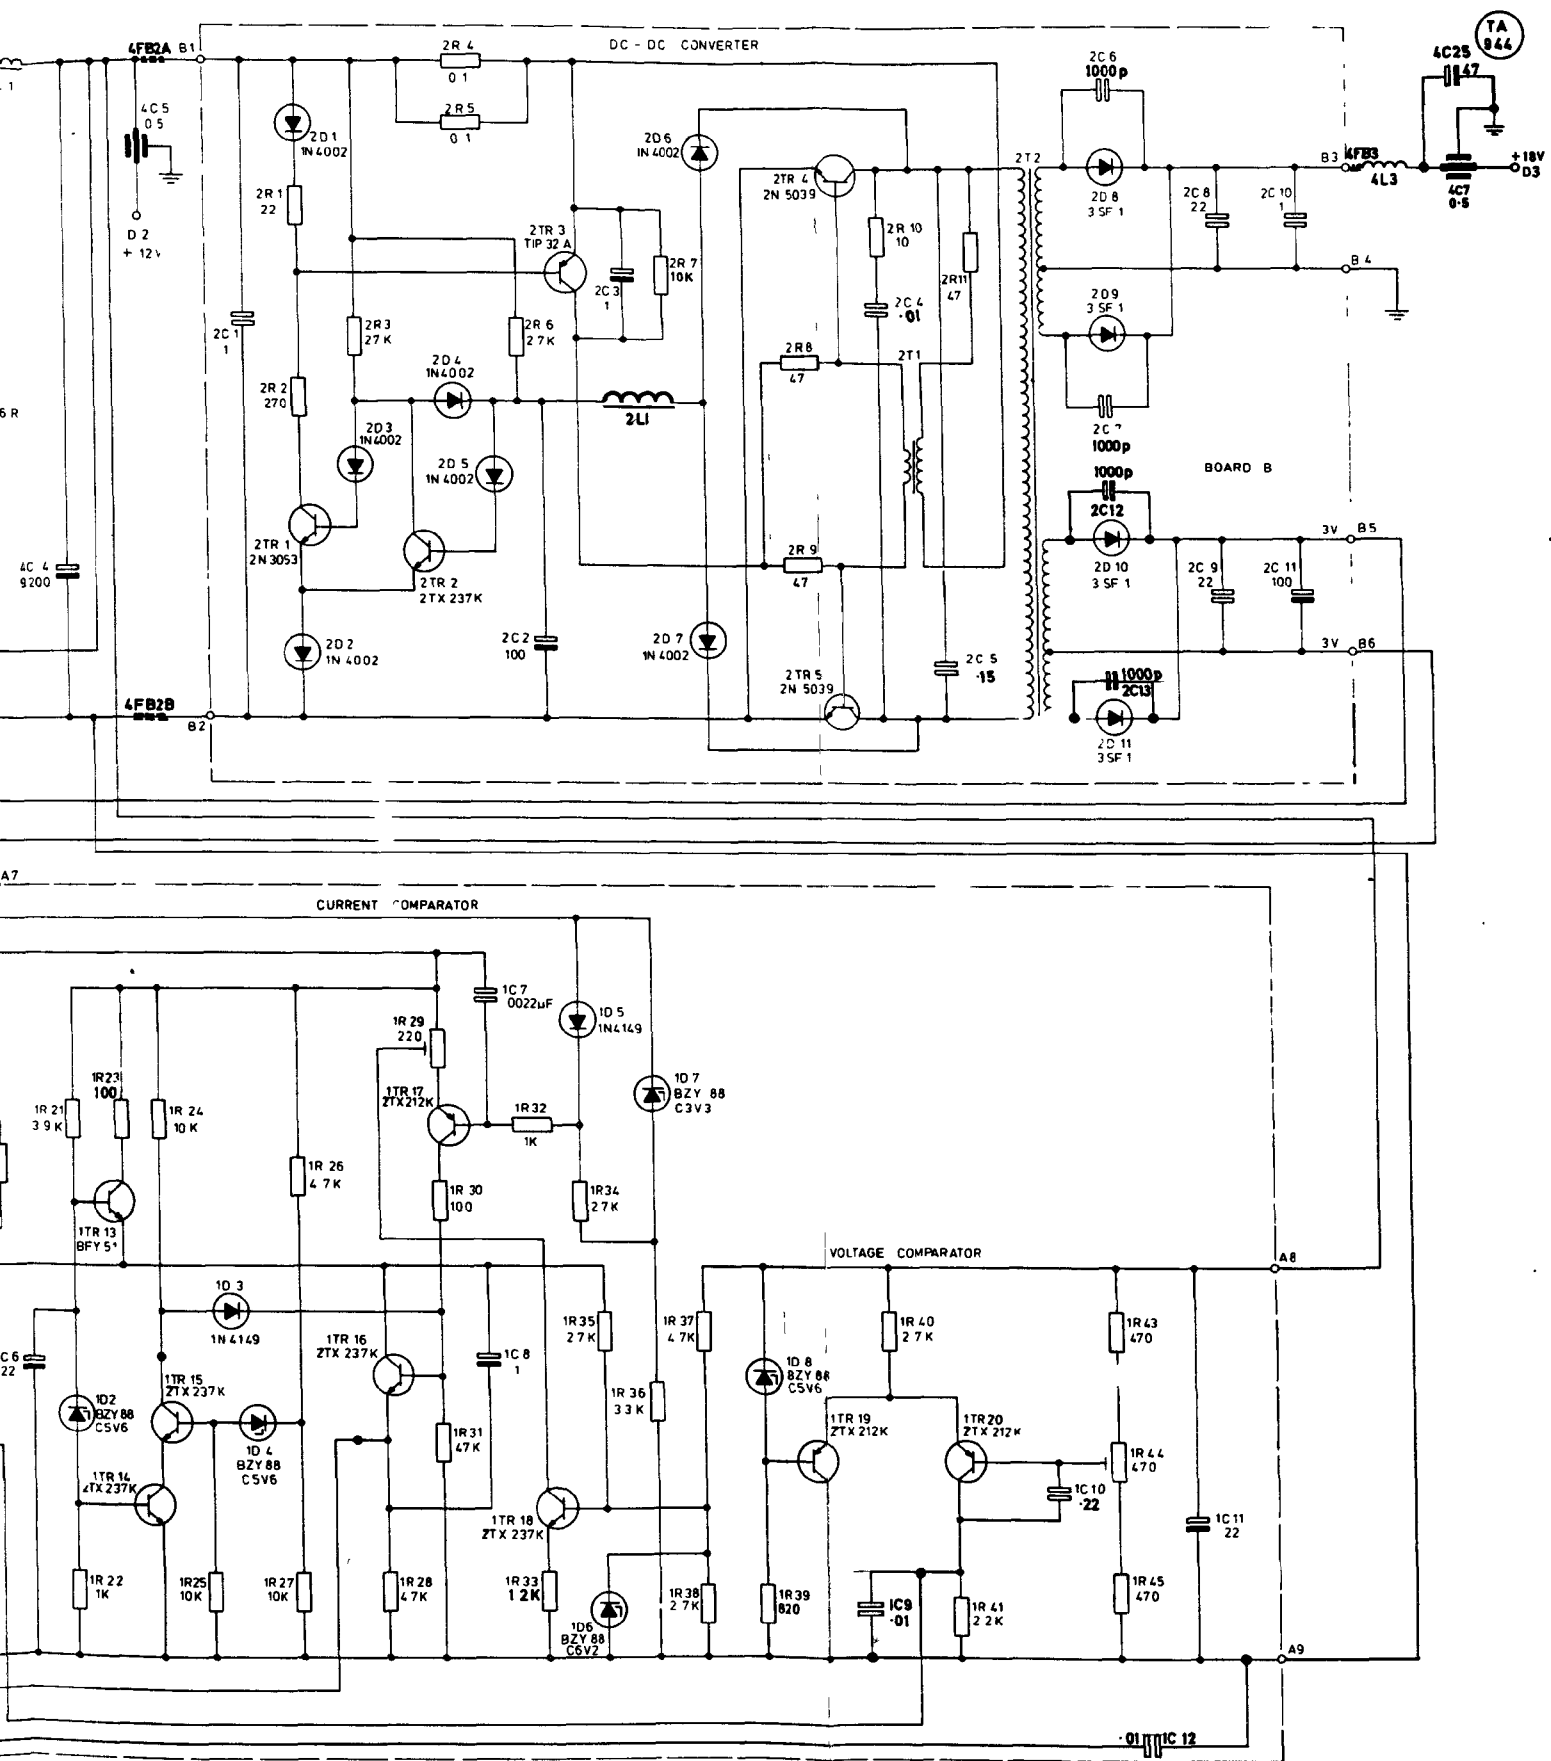 TA
944
4FB2A B1
2R 4
0 1
DC - DC CONVERTER
2C 6
1000p
4C25
47
4C 5
0 5
2D1
1N 4002
2R 5
0 1
2D 6
1N 4002
2TR 4
2N 5039
2T2
2D 8
3 SF 1
B3
4FB3
4L3
4C7
0·5
+18V
D3
D 2
+ 12V
2R 1
22
2TR 3
TIP 32 A
2C 3
1
2R 7
10K
2R 10
10
2R11
47
2C 8
22
2C 10
1
B 4
2C 1
1
2R3
27 K
2R 6
2 7 K
2C 4
·01
2D9
3 SF 1
6 R
2R 2
270
2D 4
1N4002
2R8
47
2T1
2L1
2C 7
1000p
2D 3
1N4002
2D 5
1N 4002
1000p
2C12
BOARD B
2TR 1
2N 3053
2TR 2
2TX 237K
2R 9
47
2D 10
3 SF 1
3V B5
4C 4
9200
2C 9
22
2C 11
100
2D 2
1N 4002
2C 2
100
2D 7
1N 4002
2C 5
·15
3V B6
2TR 5
2N 5039
1000p
2C13
4FB2B
B2
2D 11
3 SF 1
A7
CURRENT COMPARATOR
1C 7
0022µF
1D 5
1N4149
1R 29
220
1R23
100
1TR 17
ZTX212K
1D 7
BZY 88
C3V3
1R 21
3 9 K
1R 24
10 K
1R32
1K
1R 26
4 7K
1R 30
100
1R34
27K
1TR 13
VOLTAGE COMPARATOR
A8
1D 3
1N 4149
1R35
27K
1R 37
4 7K
1R 40
2 7K
1R 43
470
C6
22
1TR 16
ZTX 237K
1C 8
1
1D 8
BZY 88
C5V6
1TR 15
ZTX 237K
1R 36
33 K
1D2
BZY 88
C5V6
1TR 19
ZTX 212K
1TR20
ZTX 212K
1D 4
BZY 88
C5V6
1R31
47K
1R 44
470
1TR 14
ZTX 237K
1C10
·22
1TR 18
ZTX 237K
1C 11
22
1R 22
1K
1R25
10K
1R27
10K
1R 28
4 7K
1R 33
1 2K
1D6
BZY 88
C6V2
1R38
2 7K
1R39
820
1C9
·01
1R 41
2 2K
1R 45
470
A9
·01 1C 12